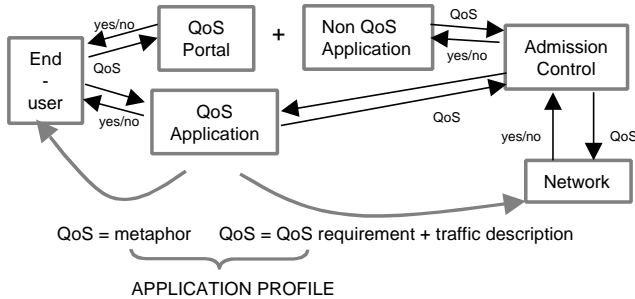 yes/no
QoS
QoS
Portal
+
Non QoS
Application
QoS
yes/no
Admission
Control
End
-
user
yes/no
QoS
Application
QoS
yes/no
QoS
Network
QoS = metaphor QoS = QoS requirement + traffic description
APPLICATION PROFILE